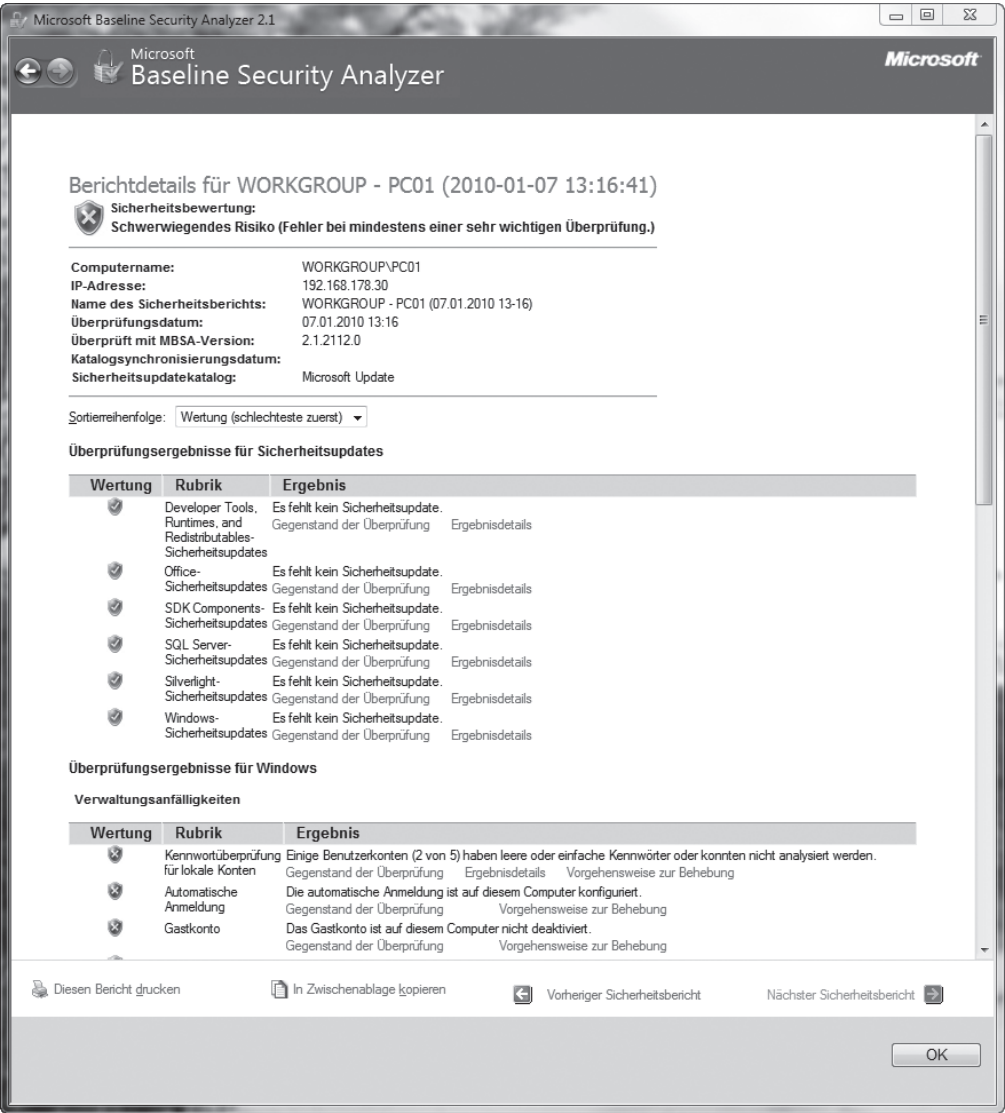 Microsoft Baseline Security Analyzer 2.1
Microsoft
Baseline Security Analyzer
Microsoft
Berichtdetails für WORKGROUP - PC01 (2010-01-07 13:16:41)
Sicherheitsbewertung:
Schwerwiegendes Risiko (Fehler bei mindestens einer sehr wichtigen Überprüfung.)
Computername: WORKGROUP\PC01
IP-Adresse: 192.168.178.30
Name des Sicherheitsberichts: WORKGROUP - PC01 (07.01.2010 13-16)
Überprüfungsdatum: 07.01.2010 13:16
Überprüft mit MBSA-Version: 2.1.2112.0
Katalogsynchronisierungsdatum:
Sicherheitsupdatekatalog: Microsoft Update
Sortierreihenfolge: Wertung (schlechteste zuerst)
Überprüfungsergebnisse für Sicherheitsupdates
Wertung Rubrik Ergebnis
Developer Tools, Es fehlt kein Sicherheitsupdate.
Runtimes, and Gegenstand der Überprüfung Ergebnisdetails
Redistributables-
Sicherheitsupdates
Office- Es fehlt kein Sicherheitsupdate.
Sicherheitsupdates Gegenstand der Überprüfung Ergebnisdetails
SDK Components- Es fehlt kein Sicherheitsupdate.
Sicherheitsupdates Gegenstand der Überprüfung Ergebnisdetails
SQL Server- Es fehlt kein Sicherheitsupdate.
Sicherheitsupdates Gegenstand der Überprüfung Ergebnisdetails
Silverlight- Es fehlt kein Sicherheitsupdate.
Sicherheitsupdates Gegenstand der Überprüfung Ergebnisdetails
Windows- Es fehlt kein Sicherheitsupdate.
Sicherheitsupdates Gegenstand der Überprüfung Ergebnisdetails
Überprüfungsergebnisse für Windows
Verwaltungsanfälligkeiten
Wertung Rubrik Ergebnis
Kennwortüberprüfung Einige Benutzerkonten (2 von 5) haben leere oder einfache Kennwörter oder konnten nicht analysiert werden.
für lokale Konten Gegenstand der Überprüfung Ergebnisdetails Vorgehensweise zur Behebung
Automatische Die automatische Anmeldung ist auf diesem Computer konfiguriert.
Anmeldung Gegenstand der Überprüfung Vorgehensweise zur Behebung
Gastkonto Das Gastkonto ist auf diesem Computer nicht deaktiviert.
Gegenstand der Überprüfung Vorgehensweise zur Behebung
Diesen Bericht drucken In Zwischenablage kopieren Vorheriger Sicherheitsbericht Nächster Sicherheitsbericht
OK